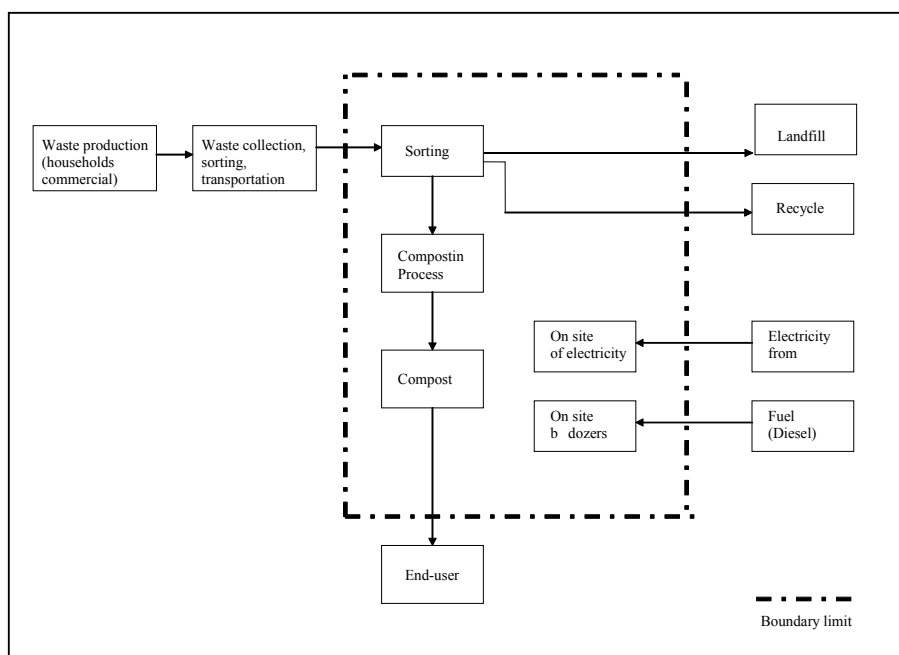 Waste production
(households
commercial)
Waste collection,
sorting,
transportation
Sorting
Landfill
Recycle
Compostin
Process
On site
of electricity
Electricity
from
Compost
On site
b dozers
Fuel
(Diesel)
End-user
Boundary limit